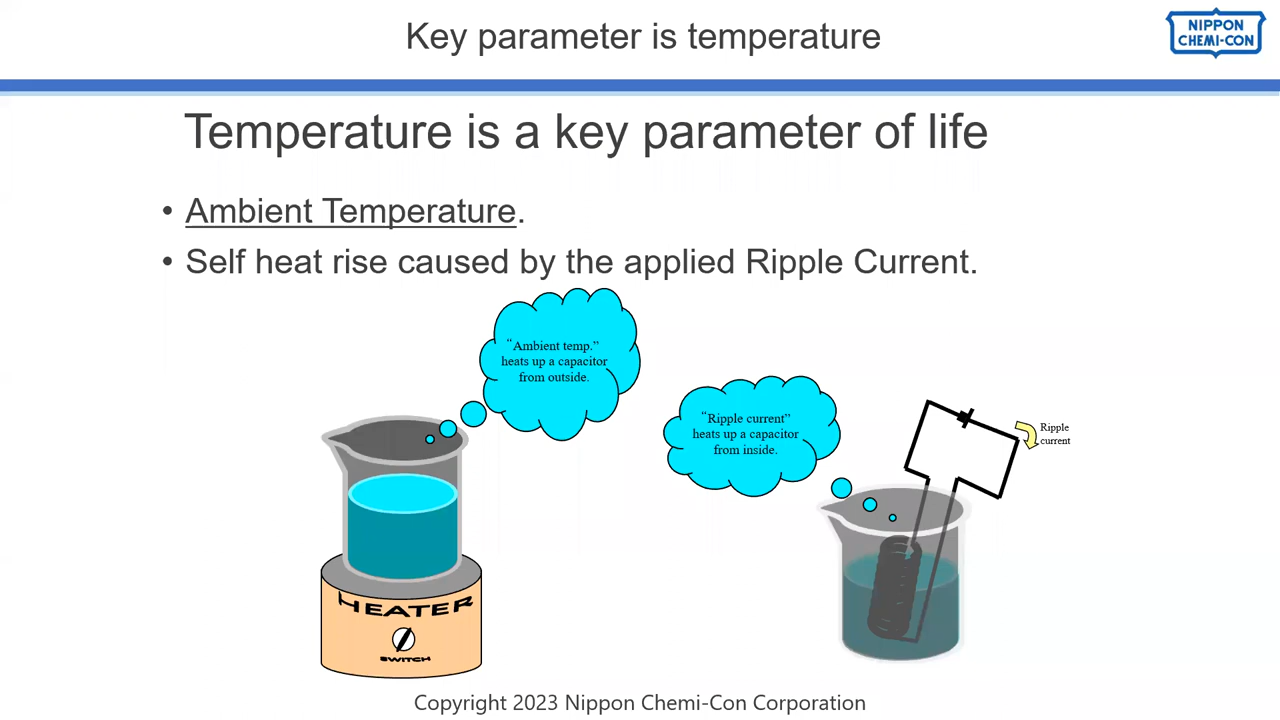 Key parameter is temperature
NIPPON
CHEMI-CON
Temperature is a key parameter of life
• Ambient Temperature.
• Self heat rise caused by the applied Ripple Current.
“Ambient temp.”
heats up a capacitor
from outside.
“Ripple current”
heats up a capacitor
from inside.
Ripple
current
HEATER
SWITCH
Copyright 2023 Nippon Chemi-Con Corporation